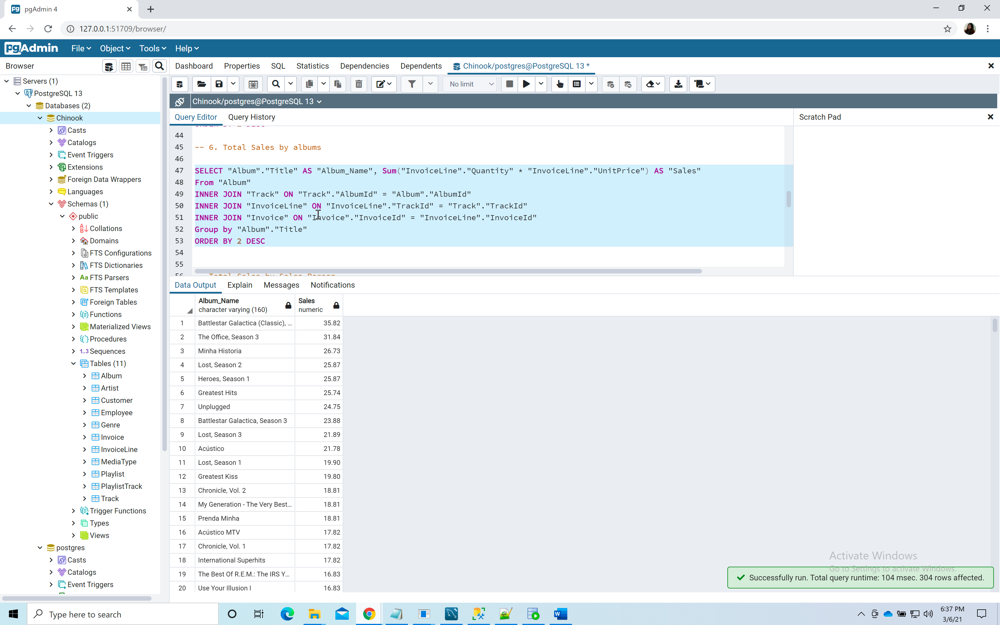 pgAdmin 4
127.0.0.1:51709/browser/
pgAdmin File Object Tools Help
Browser
Dashboard Properties SQL Statistics Dependencies Dependents Chinook/postgres@PostgreSQL 13 *
No limit
Chinook/postgres@PostgreSQL 13
Query Editor Query History
Scratch Pad
Servers (1)
PostgreSQL 13
Databases (2)
Chinook
Casts
Catalogs
Event Triggers
Extensions
Foreign Data Wrappers
Languages
Schemas (1)
public
Collations
Domains
FTS Configurations
FTS Dictionaries
Aa FTS Parsers
FTS Templates
Foreign Tables
Functions
Materialized Views
Procedures
1..3 Sequences
Tables (11)
Album
Artist
Customer
Employee
Genre
Invoice
InvoiceLine
MediaType
Playlist
PlaylistTrack
Track
Trigger Functions
Types
Views
postgres
Casts
Catalogs
Event Triggers
44
45 -- 6. Total Sales by albums
46
47 SELECT "Album"."Title" AS "Album_Name", Sum("InvoiceLine"."Quantity" * "InvoiceLine"."UnitPrice") AS "Sales"
48 From "Album"
49 INNER JOIN "Track" ON "Track"."AlbumId" = "Album"."AlbumId"
50 INNER JOIN "InvoiceLine" ON "InvoiceLine"."TrackId" = "Track"."TrackId"
51 INNER JOIN "Invoice" ON "Invoice"."InvoiceId" = "InvoiceLine"."InvoiceId"
52 Group by "Album"."Title"
53 ORDER BY 2 DESC
54
55
56 Total Sales by Sales Person
Data Output Explain Messages Notifications
Album_Name Sales
character varying (160) numeric
1 Battlestar Galactica (Classic), ... 35.82
2 The Office, Season 3 31.84
3 Minha Historia 26.73
4 Lost, Season 2 25.87
5 Heroes, Season 1 25.87
6 Greatest Hits 25.74
7 Unplugged 24.75
8 Battlestar Galactica, Season 3 23.88
9 Lost, Season 3 21.89
10 Acústico 21.78
11 Lost, Season 1 19.90
12 Greatest Kiss 19.80
13 Chronicle, Vol. 2 18.81
14 My Generation - The Very Best... 18.81
15 Prenda Minha 18.81
16 Acústico MTV 17.82
17 Chronicle, Vol. 1 17.82
18 International Superhits 17.82
19 The Best Of R.E.M.: The IRS Y... 16.83
20 Use Your Illusion I 16.83
Activate Windows
Go to Settings to activate Windows.
Successfully run. Total query runtime: 104 msec. 304 rows affected.
Type here to search
6:37 PM
3/6/21